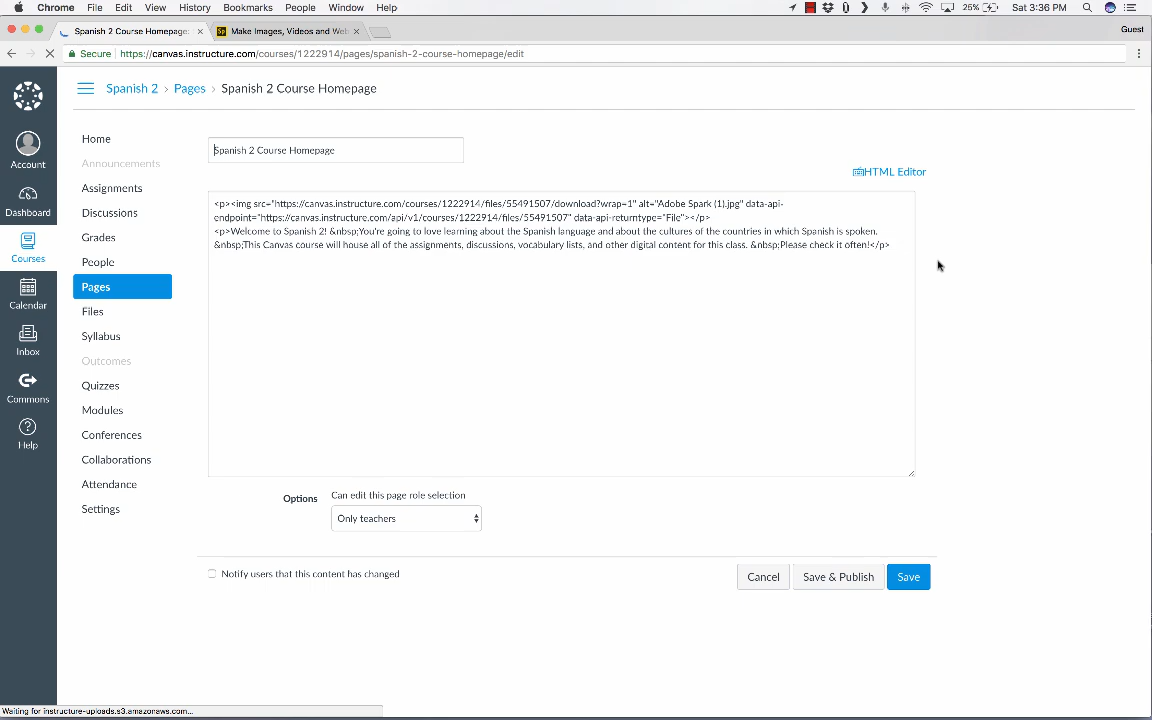 Chrome File Edit View History Bookmarks People Window Help 25% Sat 3:36 PM
Spanish 2 Course Homepage: Make Images, Videos and Web Guest
Secure https://canvas.instructure.com/courses/1222914/pages/spanish-2-course-homepage/edit
Spanish 2 › Pages › Spanish 2 Course Homepage
Account
Dashboard
Courses
Calendar
Inbox
Commons
Help
Home
Announcements
Assignments
Discussions
Grades
People
Pages
Files
Syllabus
Outcomes
Quizzes
Modules
Conferences
Collaborations
Attendance
Settings
Spanish 2 Course Homepage
HTML Editor
<p><img src="https://canvas.instructure.com/courses/1222914/files/55491507/download?wrap=1" alt="Adobe Spark (1).jpg" data-api-
endpoint="https://canvas.instructure.com/api/v1/courses/1222914/files/55491507" data-api-returntype="File"></p>
<p>Welcome to Spanish 2! &nbsp;You're going to love learning about the Spanish language and about the cultures of the countries in which Spanish is spoken.
&nbsp;This Canvas course will house all of the assignments, discussions, vocabulary lists, and other digital content for this class. &nbsp;Please check it often!</p>
Options Can edit this page role selection
Only teachers
Notify users that this content has changed
Cancel Save & Publish Save
Waiting for instructure-uploads.s3.amazonaws.com...